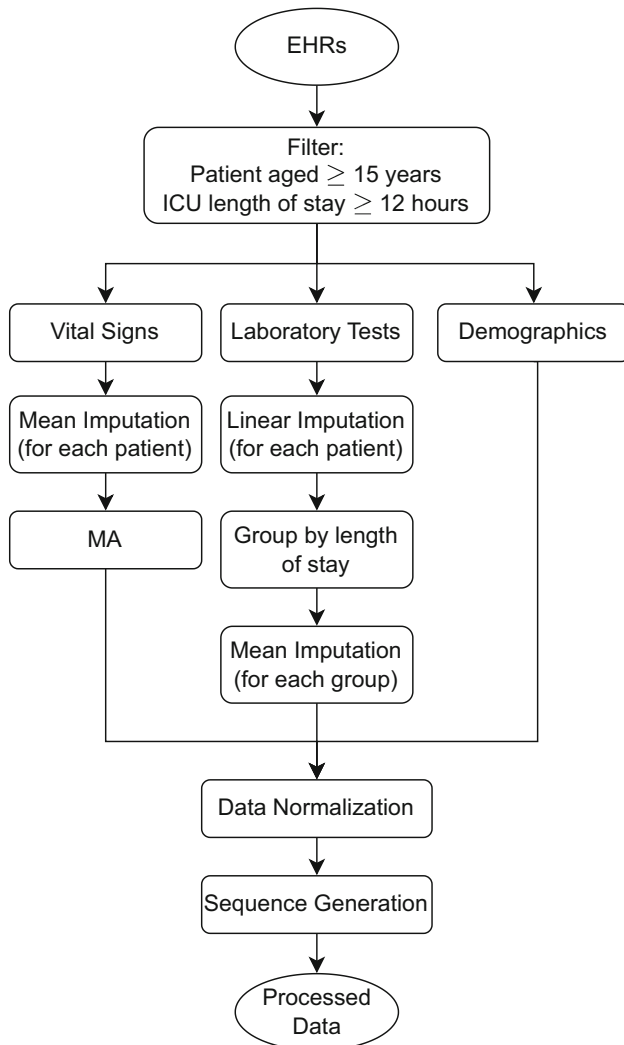 EHRs
Filter:
Patient aged ≥ 15 years
ICU length of stay ≥ 12 hours
Vital Signs
Laboratory Tests
Demographics
Mean Imputation
(for each patient)
Linear Imputation
(for each patient)
MA
Group by length
of stay
Mean Imputation
(for each group)
Data Normalization
Sequence Generation
Processed
Data